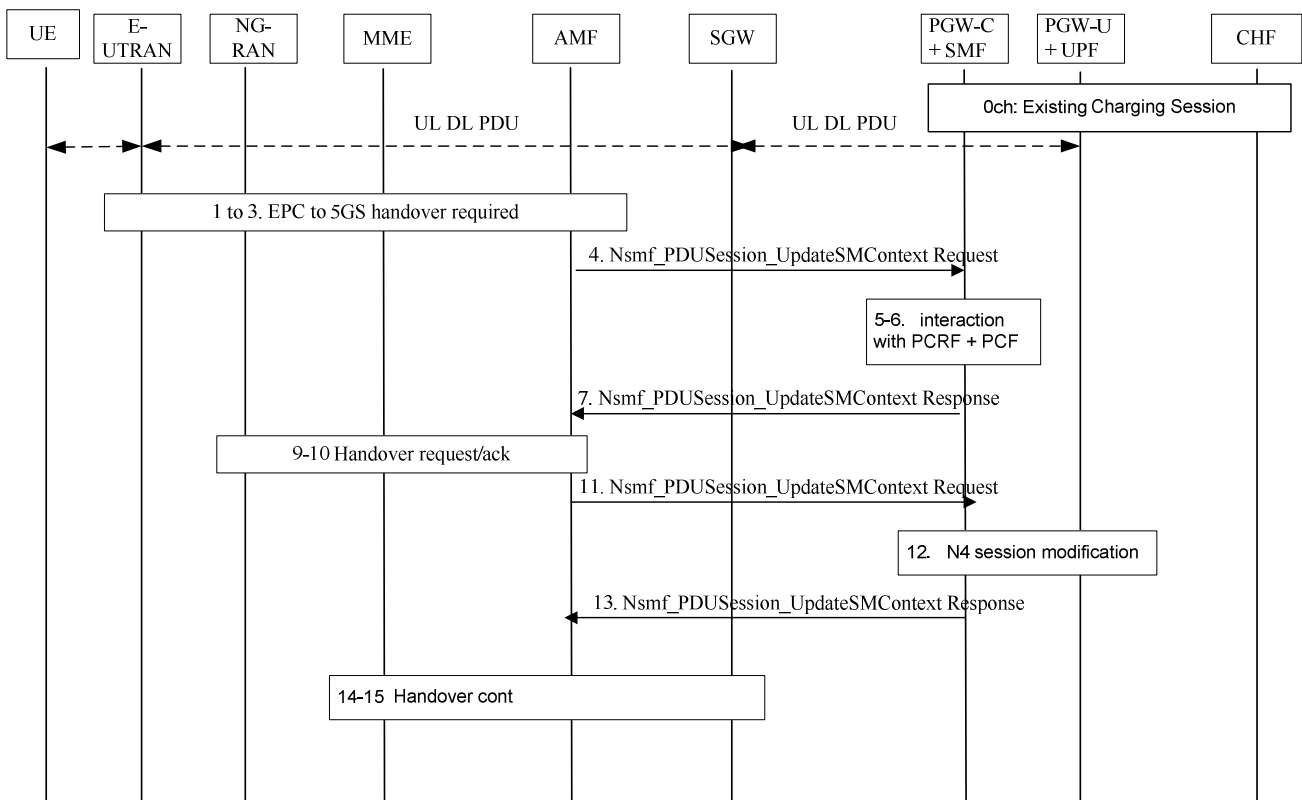 UE
E-
UTRAN
NG-
RAN
MME
AMF
SGW
PGW-C
+ SMF
PGW-U
+ UPF
CHF
0ch: Existing Charging Session
UL DL PDU
UL DL PDU
1 to 3. EPC to 5GS handover required
4. Nsmf_PDUSession_UpdateSMContext Request
5-6. interaction
with PCRF + PCF
7. Nsmf_PDUSession_UpdateSMContext Response
9-10 Handover request/ack
11. Nsmf_PDUSession_UpdateSMContext Request
12. N4 session modification
13. Nsmf_PDUSession_UpdateSMContext Response
14-15 Handover cont